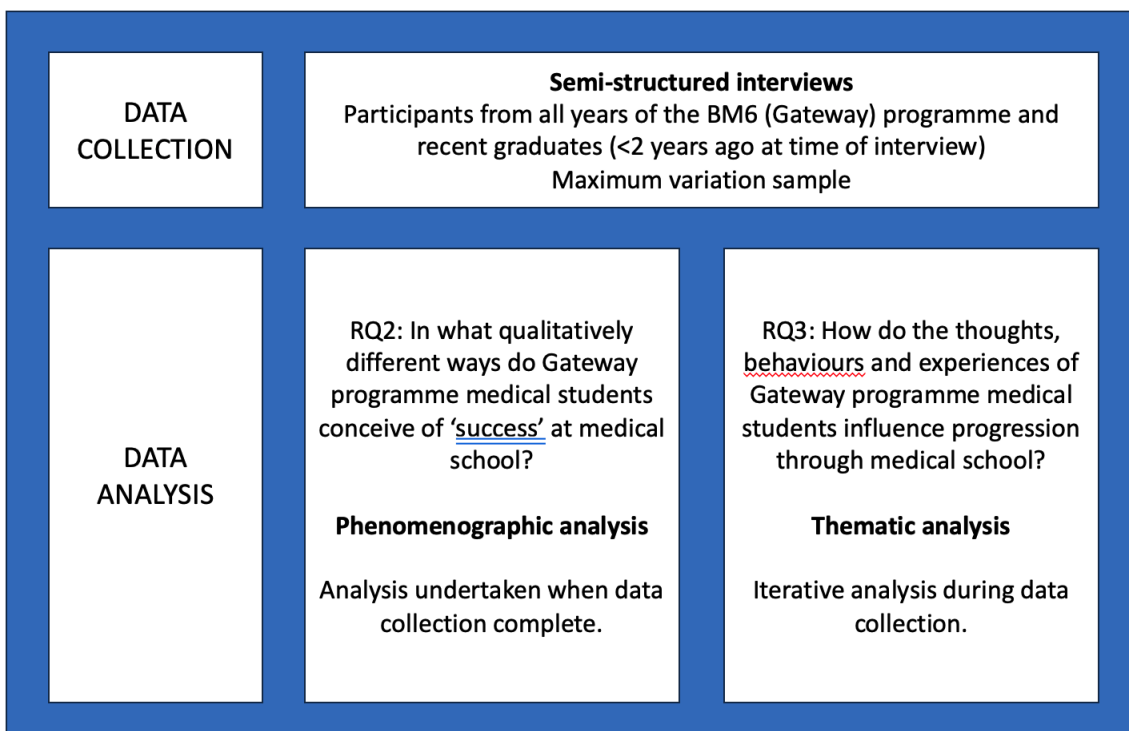 DATA
COLLECTION
Semi-structured interviews
Participants from all years of the BM6 (Gateway) programme and
recent graduates (<2 years ago at time of interview)
Maximum variation sample
DATA
ANALYSIS
RQ2: In what qualitatively
different ways do Gateway
programme medical students
conceive of ‘success’ at medical
school?
Phenomenographic analysis
Analysis undertaken when data
collection complete.
RQ3: How do the thoughts,
behaviours and experiences of
Gateway programme medical
students influence progression
through medical school?
Thematic analysis
Iterative analysis during data
collection.